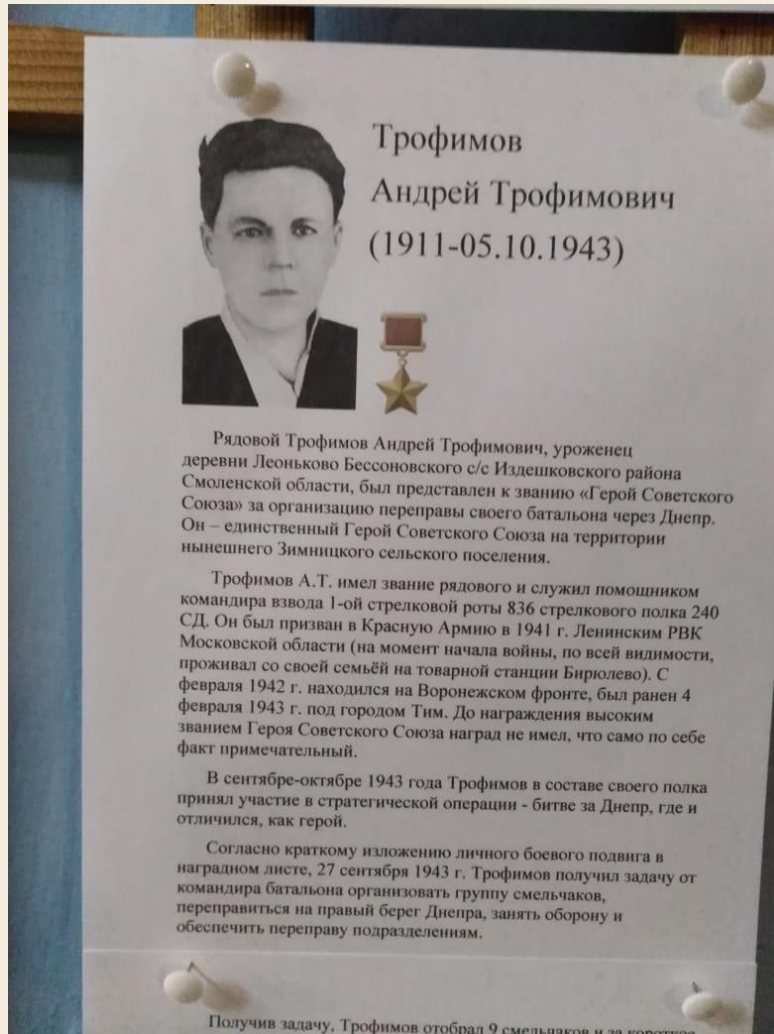 Трофимов
Андрей Трофимович
(1911-05.10.1943)
Рядовой Трофимов Андрей Трофимович, уроженец
деревни Леоньково Бессоновского с/с Издешковского района
Смоленской области, был представлен к званию «Герой Советского
Союза» за организацию переправы своего батальона через Днепр.
Он – единственный Герой Советского Союза на территории
нынешнего Зимницкого сельского поселения.
Трофимов А.Т. имел звание рядового и служил помощником
командира взвода 1-ой стрелковой роты 836 стрелкового полка 240
СД. Он был призван в Красную Армию в 1941 г. Ленинским РВК
Московской области (на момент начала войны, по всей видимости,
проживал со своей семьёй на товарной станции Бирюлево). С
февраля 1942 г. находился на Воронежском фронте, был ранен 4
февраля 1943 г. под городом Тим. До награждения высоким
званием Героя Советского Союза наград не имел, что само по себе
факт примечательный.
В сентябре-октябре 1943 года Трофимов в составе своего полка
принял участие в стратегической операции - битве за Днепр, где и
отличился, как герой.
Согласно краткому изложению личного боевого подвига в
наградном листе, 27 сентября 1943 г. Трофимов получил задачу от
командира батальона организовать группу смельчаков,
переправиться на правый берег Днепра, занять оборону и
обеспечить переправу подразделениям.
Получив задачу, Трофимов отобрал 9 смельчаков и за короткое